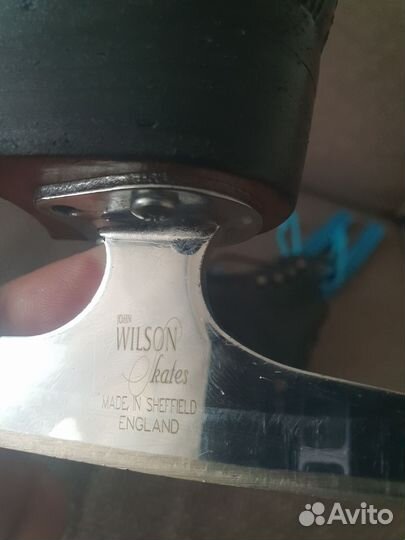 JOHN
WILSON
Skates
MADE IN SHEFFIELD
ENGLAND
Avito